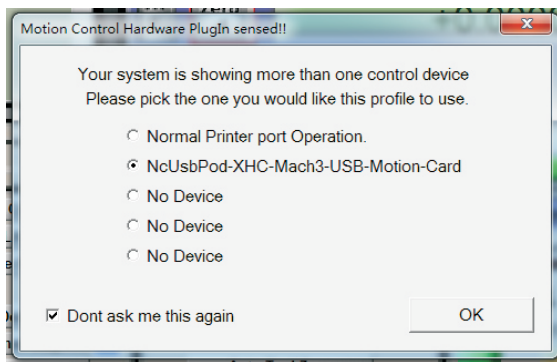 Motion Control Hardware PlugIn sensed!!
Your system is showing more than one control device
Please pick the one you would like this profile to use.
Normal Printer port Operation.
NcUsbPod-XHC-Mach3-USB-Motion-Card
No Device
No Device
No Device
Dont ask me this again
OK